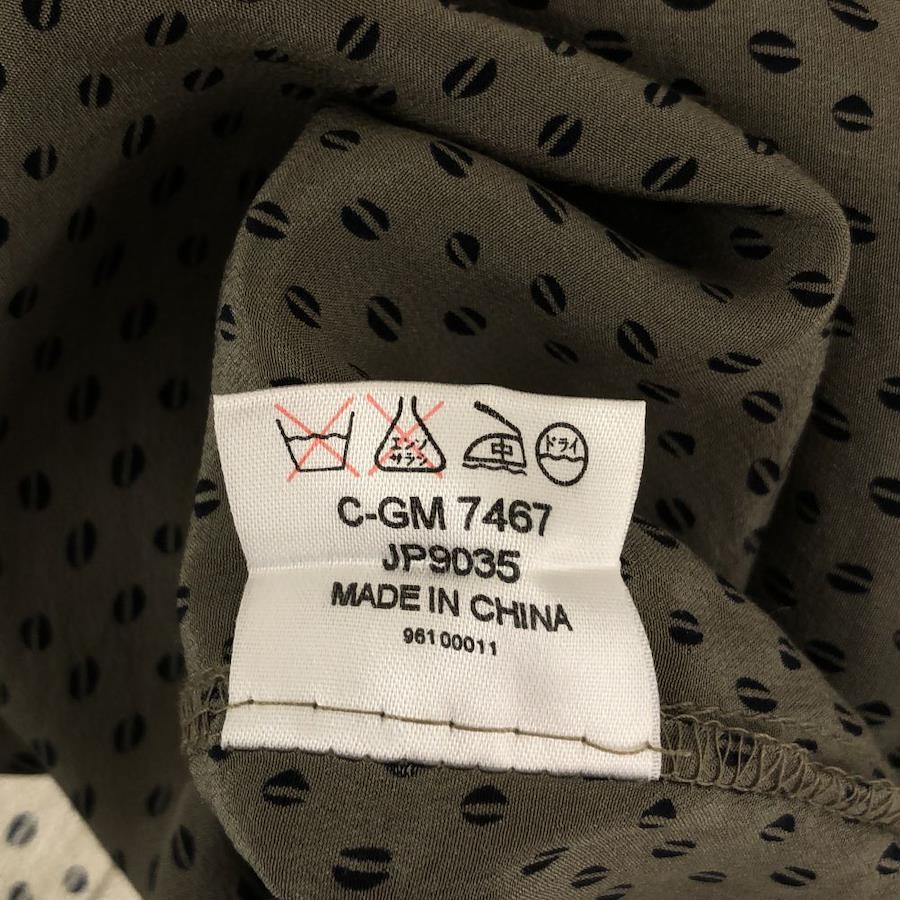 エンソ
サラシ
中
ドライ
C-GM 7467
JP9035
MADE IN CHINA
96100011